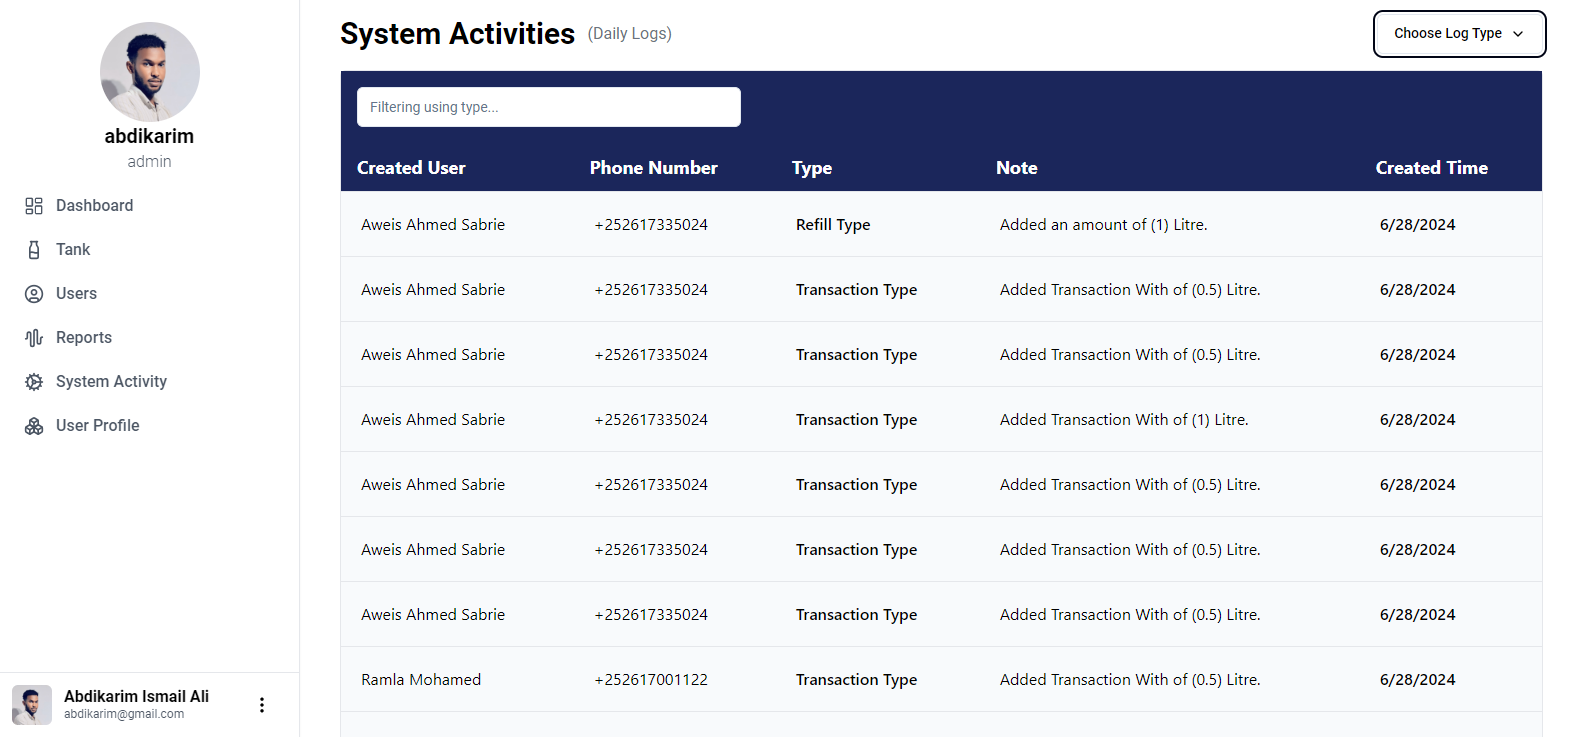 abdikarim
admin
Dashboard
Tank
Users
Reports
System Activity
User Profile
Abdikarim Ismail Ali
abdikarim@gmail.com
System Activities (Daily Logs)
Choose Log Type
Filtering using type...
Created User Phone Number Type Note Created Time
Aweis Ahmed Sabrie +252617335024 Refill Type Added an amount of (1) Litre. 6/28/2024
Aweis Ahmed Sabrie +252617335024 Transaction Type Added Transaction With of (0.5) Litre. 6/28/2024
Aweis Ahmed Sabrie +252617335024 Transaction Type Added Transaction With of (0.5) Litre. 6/28/2024
Aweis Ahmed Sabrie +252617335024 Transaction Type Added Transaction With of (1) Litre. 6/28/2024
Aweis Ahmed Sabrie +252617335024 Transaction Type Added Transaction With of (0.5) Litre. 6/28/2024
Aweis Ahmed Sabrie +252617335024 Transaction Type Added Transaction With of (0.5) Litre. 6/28/2024
Aweis Ahmed Sabrie +252617335024 Transaction Type Added Transaction With of (0.5) Litre. 6/28/2024
Ramla Mohamed +252617001122 Transaction Type Added Transaction With of (0.5) Litre. 6/28/2024